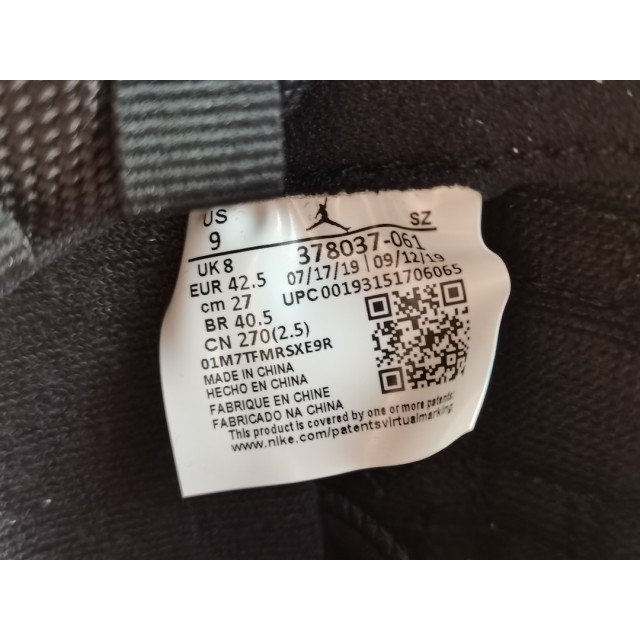 US
9
SZ
378037-061
07/17/19 | 09/12/19
UPC00193151706065
UK 8
EUR 42.5
cm 27
BR 40.5
CN 270(2.5)
01M7TFMRSXE9R
MADE IN CHINA
HECHO EN CHINA
FABRIQUE EN CHINE
FABRICADO NA CHINA
This product is covered by one or more patents:
www.nike.com/patentsvirtualmarking